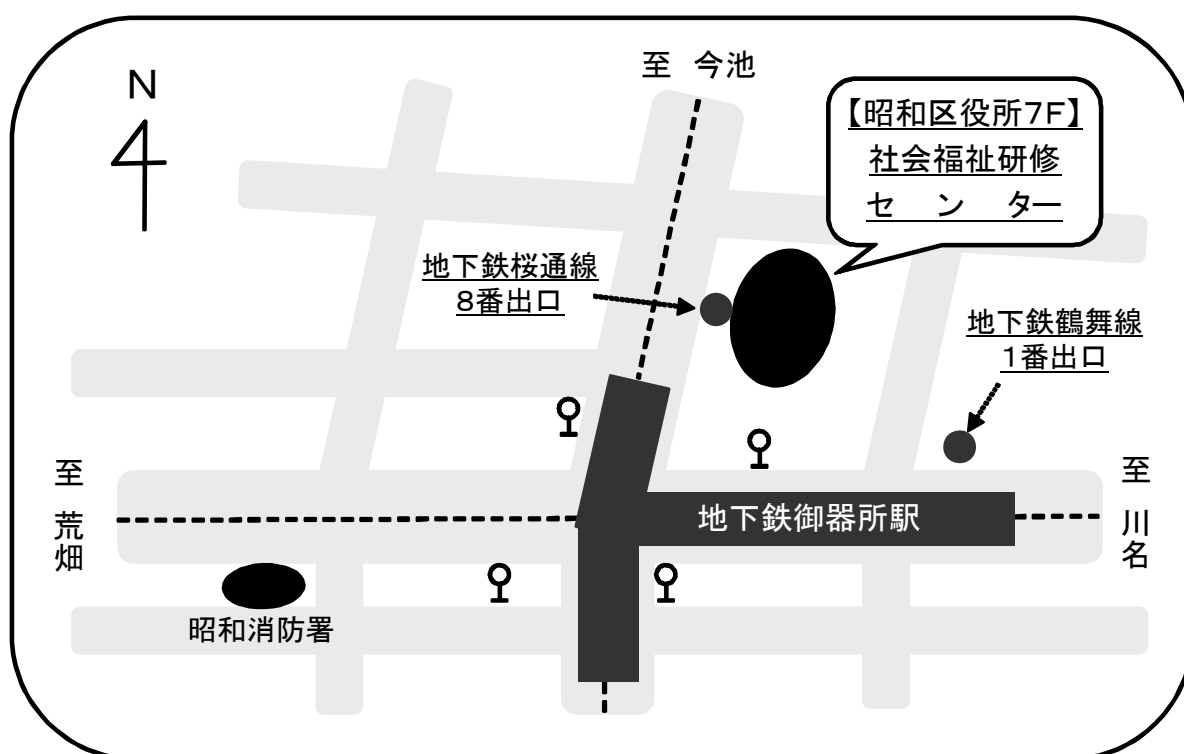 至 今池
N
【昭和区役所7F】
社会福祉研修
センター
地下鉄桜通線
8番出口
地下鉄鶴舞線
1番出口
至 荒畑
地下鉄御器所駅
至 川名
昭和消防署